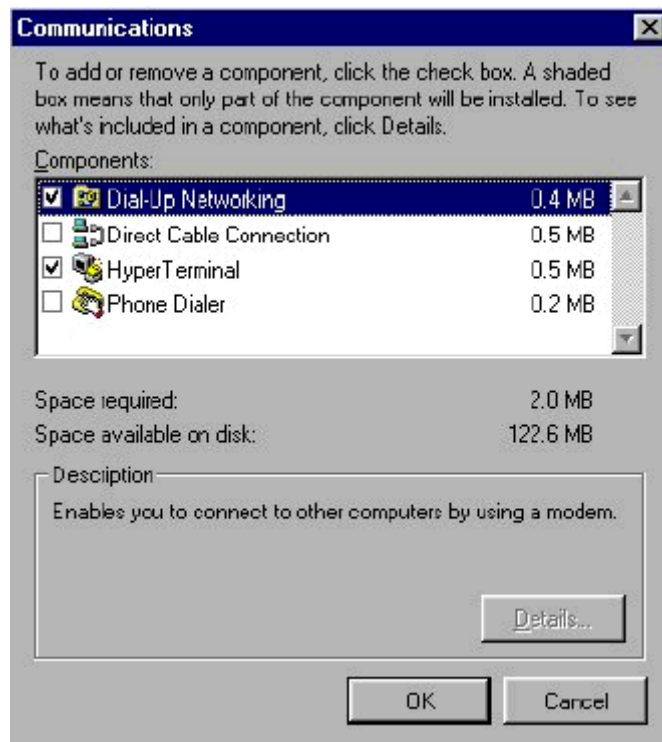 Communications
To add or remove a component, click the check box. A shaded
box means that only part of the component will be installed. To see
what's included in a component, click Details.
Components:
Dial-Up Networking 0.4 MB
Direct Cable Connection 0.5 MB
HyperTerminal 0.5 MB
Phone Dialer 0.2 MB
Space required: 2.0 MB
Space available on disk: 122.6 MB
Description
Enables you to connect to other computers by using a modem.
Details...
OK Cancel